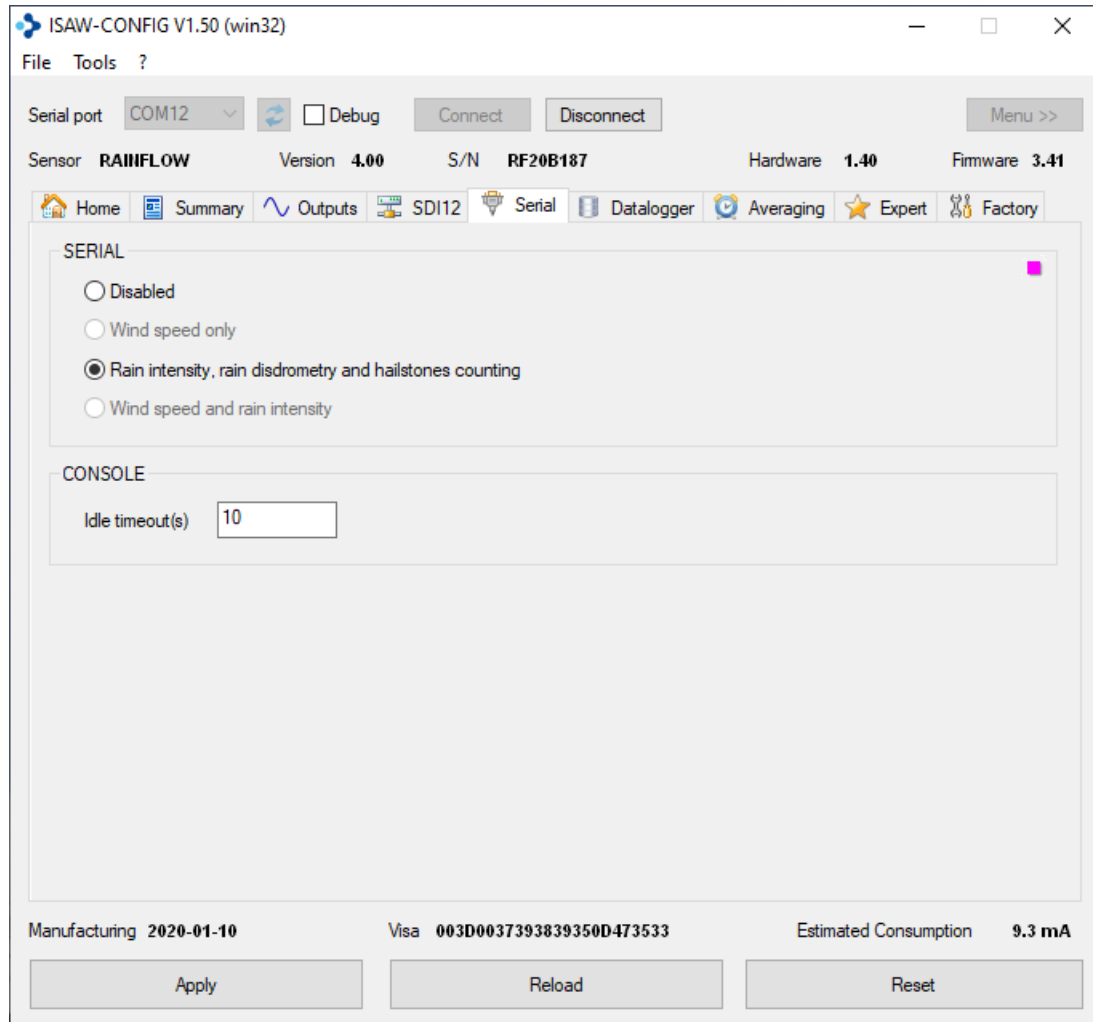 ISAW-CONFIG V1.50 (win32)
File Tools ?
Serial port COM12 Debug Connect Disconnect Menu >>
Sensor RAINFLOW Version 4.00 S/N RF20B187 Hardware 1.40 Firmware 3.41
Home Summary Outputs SDI12 Serial Datalogger Averaging Expert Factory
SERIAL
Disabled
Wind speed only
Rain intensity, rain disdrometry and hailstones counting
Wind speed and rain intensity
CONSOLE
Idle timeout(s) 10
Manufacturing 2020-01-10 Visa 003D0037393839350D473533 Estimated Consumption 9.3 mA
Apply Reload Reset